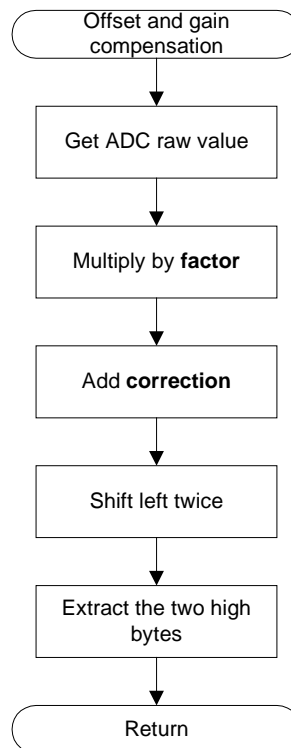 Offset and gain
compensation
Get ADC raw value
Multiply by factor
Add correction
Shift left twice
Extract the two high
bytes
Return